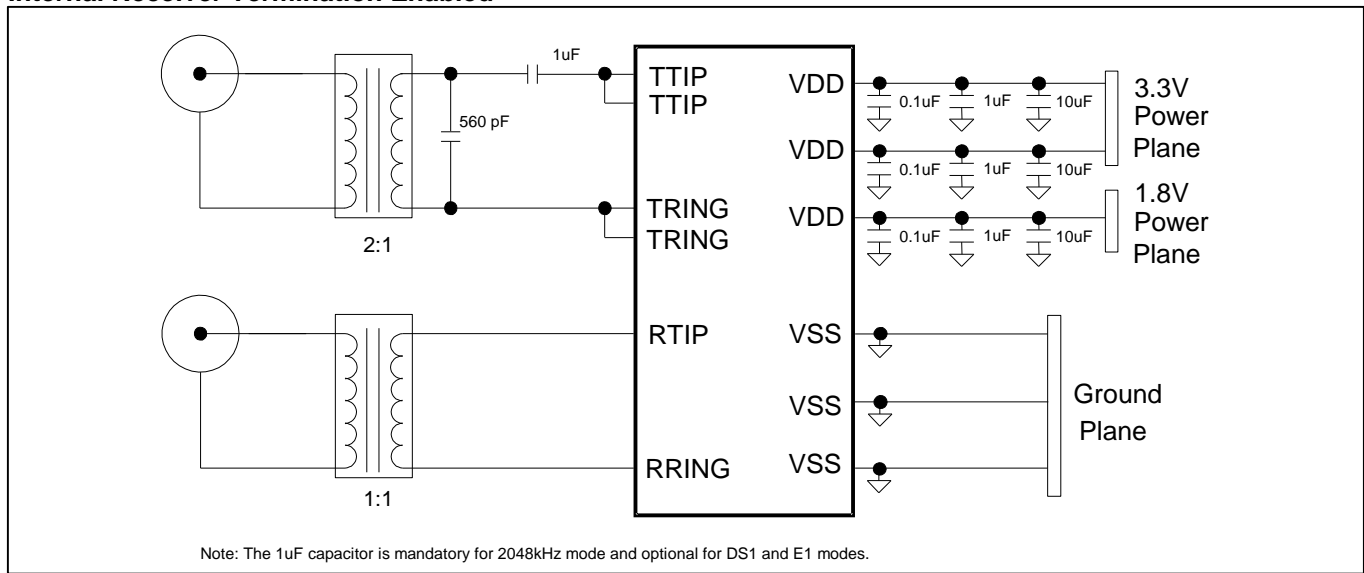 Internal Receiver Termination Enabled
1uF
560 pF
2:1
TTIP
TTIP
TRING
TRING
RTIP
RRING
1:1
VDD
0.1uF
1uF
10uF
3.3V
Power
Plane
VDD
0.1uF
1uF
10uF
VDD
0.1uF
1uF
10uF
1.8V
Power
Plane
VSS
VSS
VSS
Ground
Plane
Note: The 1uF capacitor is mandatory for 2048kHz mode and optional for DS1 and E1 modes.